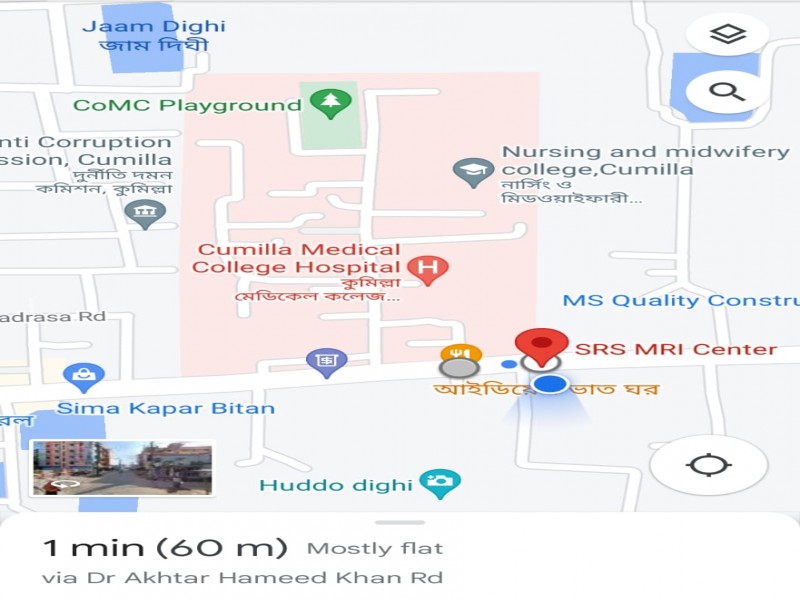 Jaam Dighi
জাম দিঘী
CoMC Playground
nti Corruption
ssion, Cumilla
দুর্নীতি দমন
কমিশন, কুমিল্লা
Nursing and midwifery
college,Cumilla
নার্সিং ও
মিডওয়াইফারী...
Cumilla Medical
College Hospital
কুমিল্লা
মেডিকেল কলেজ...
H
MS Quality Constru
adrasa Rd
SRS MRI Center
আইডিয়ে ভাত ঘর
Sima Kapar Bitan
রল
Huddo dighi
1 min (60 m) Mostly flat
via Dr Akhtar Hameed Khan Rd